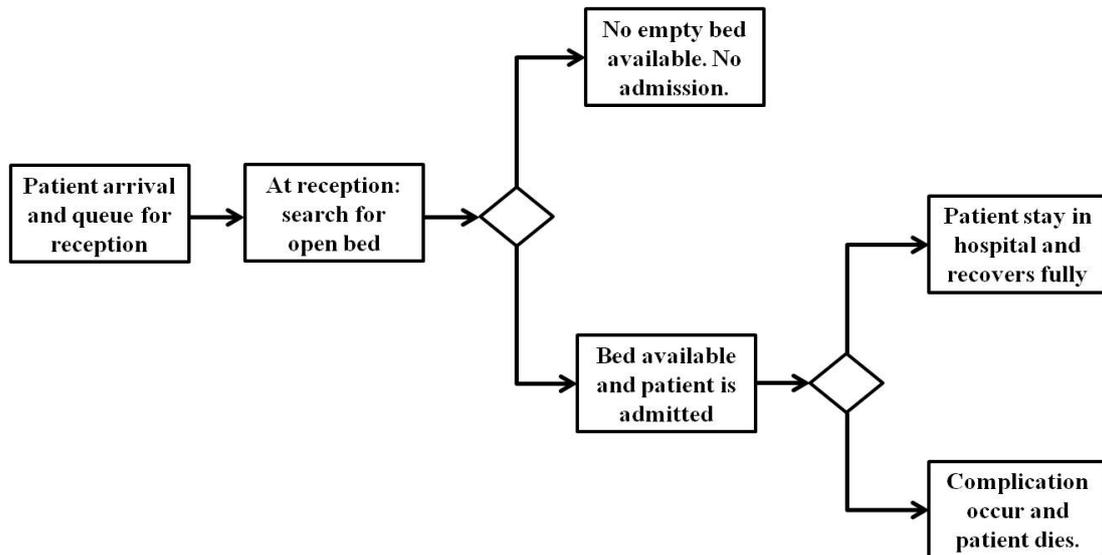 No empty bed
available. No
admission.
Patient arrival
and queue for
reception
At reception:
search for
open bed
Patient stay in
hospital and
recovers fully
Bed available
and patient is
admitted
Complication
occur and
patient dies.